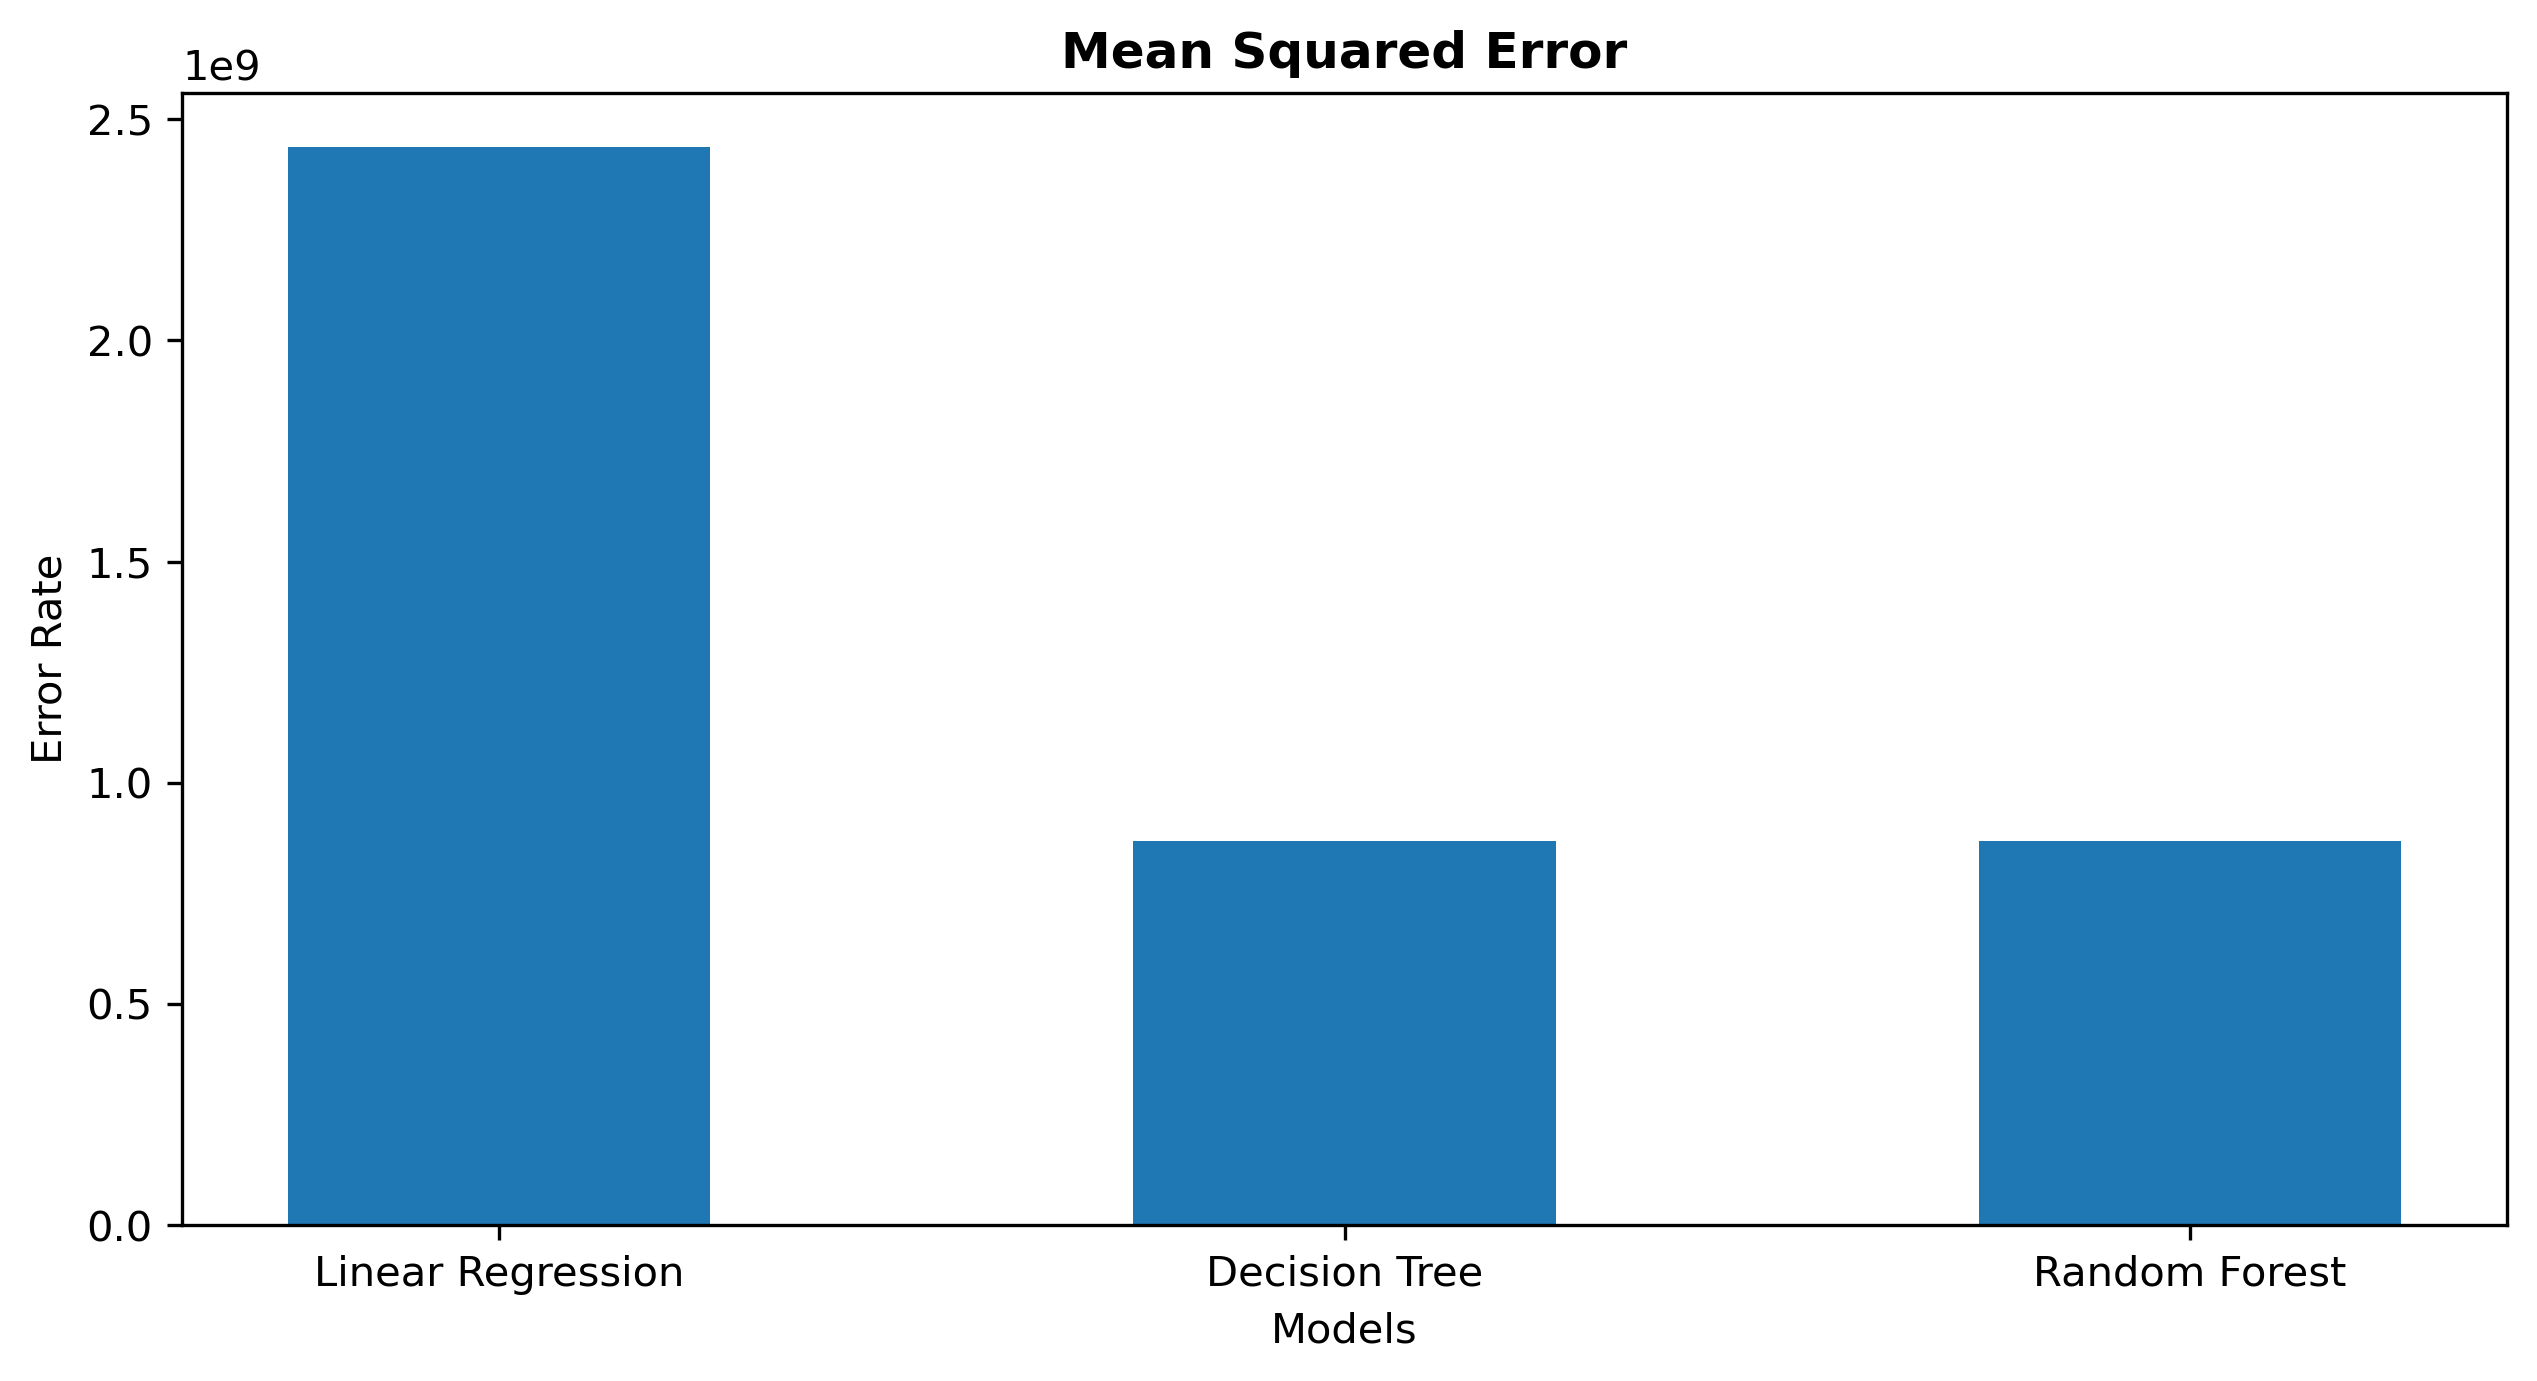 Mean Squared Error
1e9
2.5
2.0
1.5
1.0
0.5
0.0
Error Rate
Linear Regression
Decision Tree
Random Forest
Models